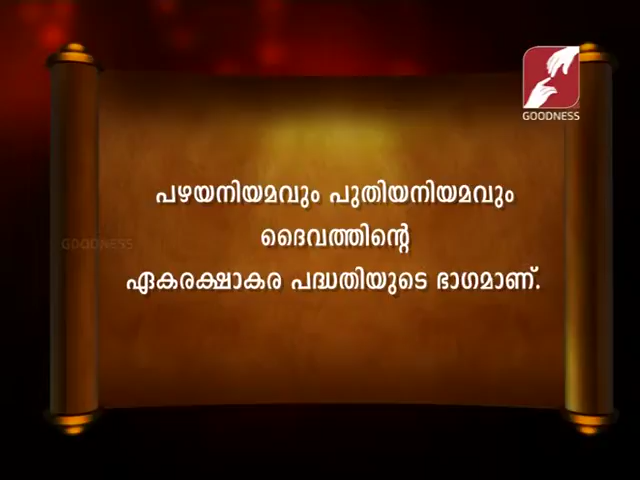 GOODNESS
പഴയനിയമവും പുതിയനിയമവും
ദൈവത്തിന്റെ
GOODNESS
ഏകരക്ഷാകര പദ്ധതിയുടെ ഭാഗമാണ്.